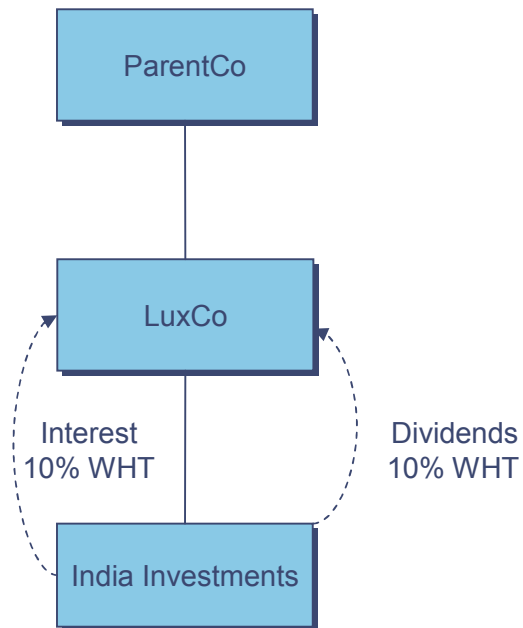 ParentCo
LuxCo
Interest
10% WHT
Dividends
10% WHT
India Investments